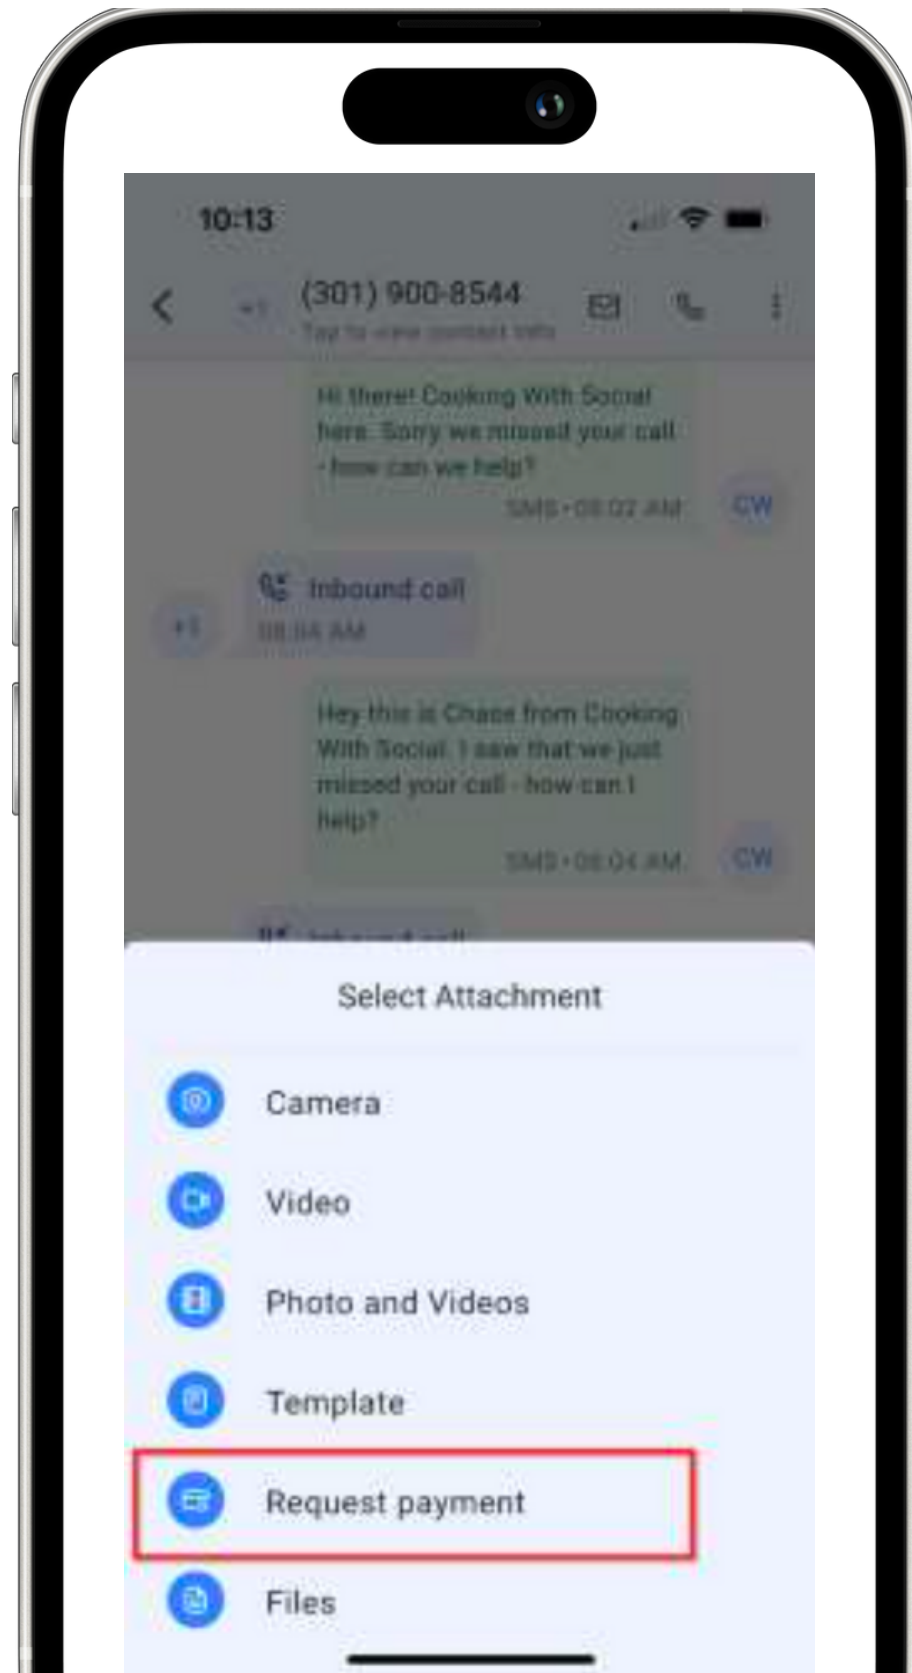 10:13
+1
(301) 900-8544
Tap to view contact info
Hi there! Cooking With Social
here. Sorry we missed your call
- how can we help?
SMS • 08:02 AM
CW
Inbound call
+1
08:04 AM
Hey this is Chase from Cooking
With Social. I saw that we just
missed your call - how can I
help?
SMS • 08:04 AM
CW
Inbound call
Select Attachment
Camera
Video
Photo and Videos
Template
Request payment
Files